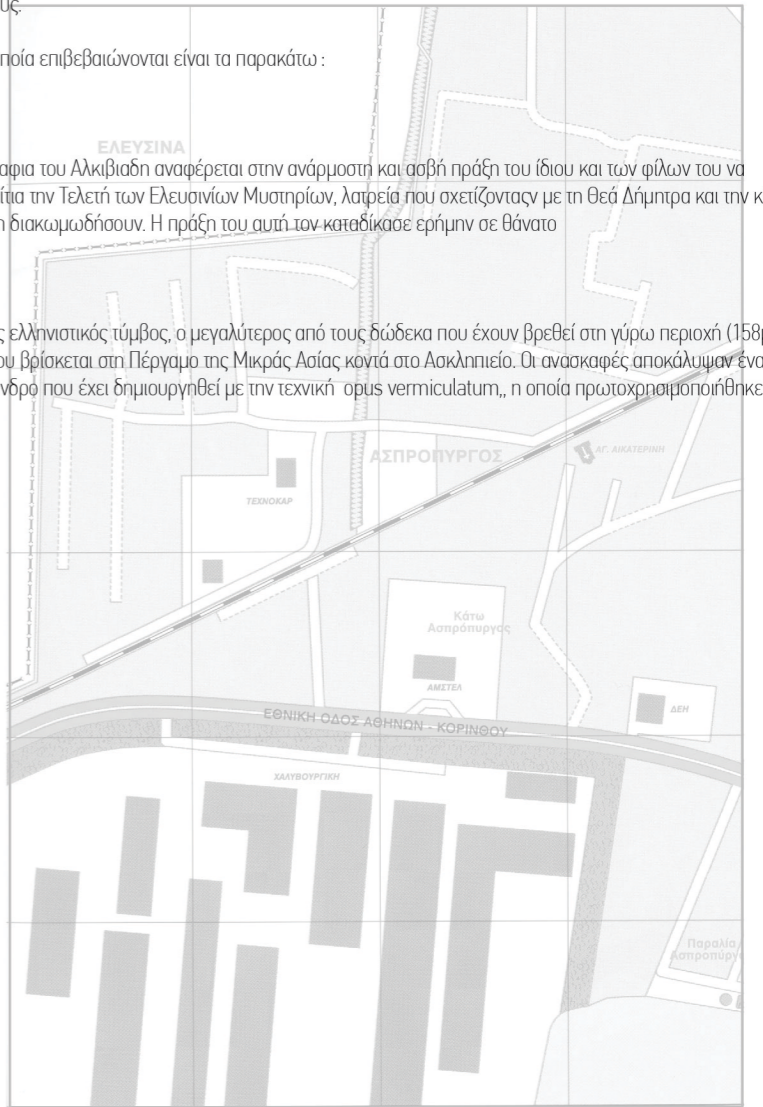 υς.
ποία επιβεβαιώνονται είναι τα παρακάτω :
ΕΛΕΥΣΙΝΑ
αφια του Αλκιβιαδη αναφέρεται στην ανάρμοστη και ασβή πράξη του ίδιου και των φίλων του να
ίτια την Τελετή των Ελευσινίων Μυστηρίων, λατρεία που σχετίζονταςν με τη Θεά Δήμητρα και την κ
η διακωμωδήσουν. Η πράξη του αυτή τον καταδίκασε ερήμην σε θάνατο
ς ελληνιστικός τύμβος, ο μεγαλύτερος από τους δώδεκα που έχουν βρεθεί στη γύρω περιοχή (158μ
ου βρίσκεται στη Πέργαμο της Μικράς Ασίας κοντά στο Ασκληπιείο. Οι ανασκαφές αποκάλυψαν ένα
νδρο που έχει δημιουργηθεί με την τεχνική opus vermiculatum,, η οποία πρωτοχρησιμοποιήθηκε
ΑΣΠΡΟΠΥΡΓΟΣ
ΑΓ. ΑΙΚΑΤΕΡΙΝΗ
ΤΕΧΝΟΚΑΡ
Κάτω
Ασπρόπυργος
ΑΜΣΤΕΛ
ΔΕΗ
ΕΘΝΙΚΗ ΟΔΟΣ ΑΘΗΝΩΝ - ΚΟΡΙΝΘΟΥ
ΧΑΛΥΒΟΥΡΓΙΚΗ
Παραλία
Ασπροπύργ